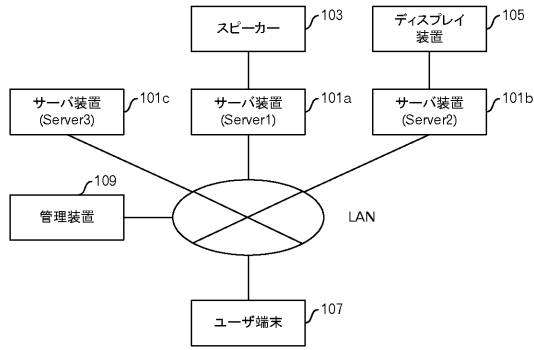 スピーカー
103
ディスプレイ
装置
105
サーバ装置
(Server3)
101c
サーバ装置
(Server1)
101a
サーバ装置
(Server2)
101b
109
管理装置
LAN
ユーザ端末
107